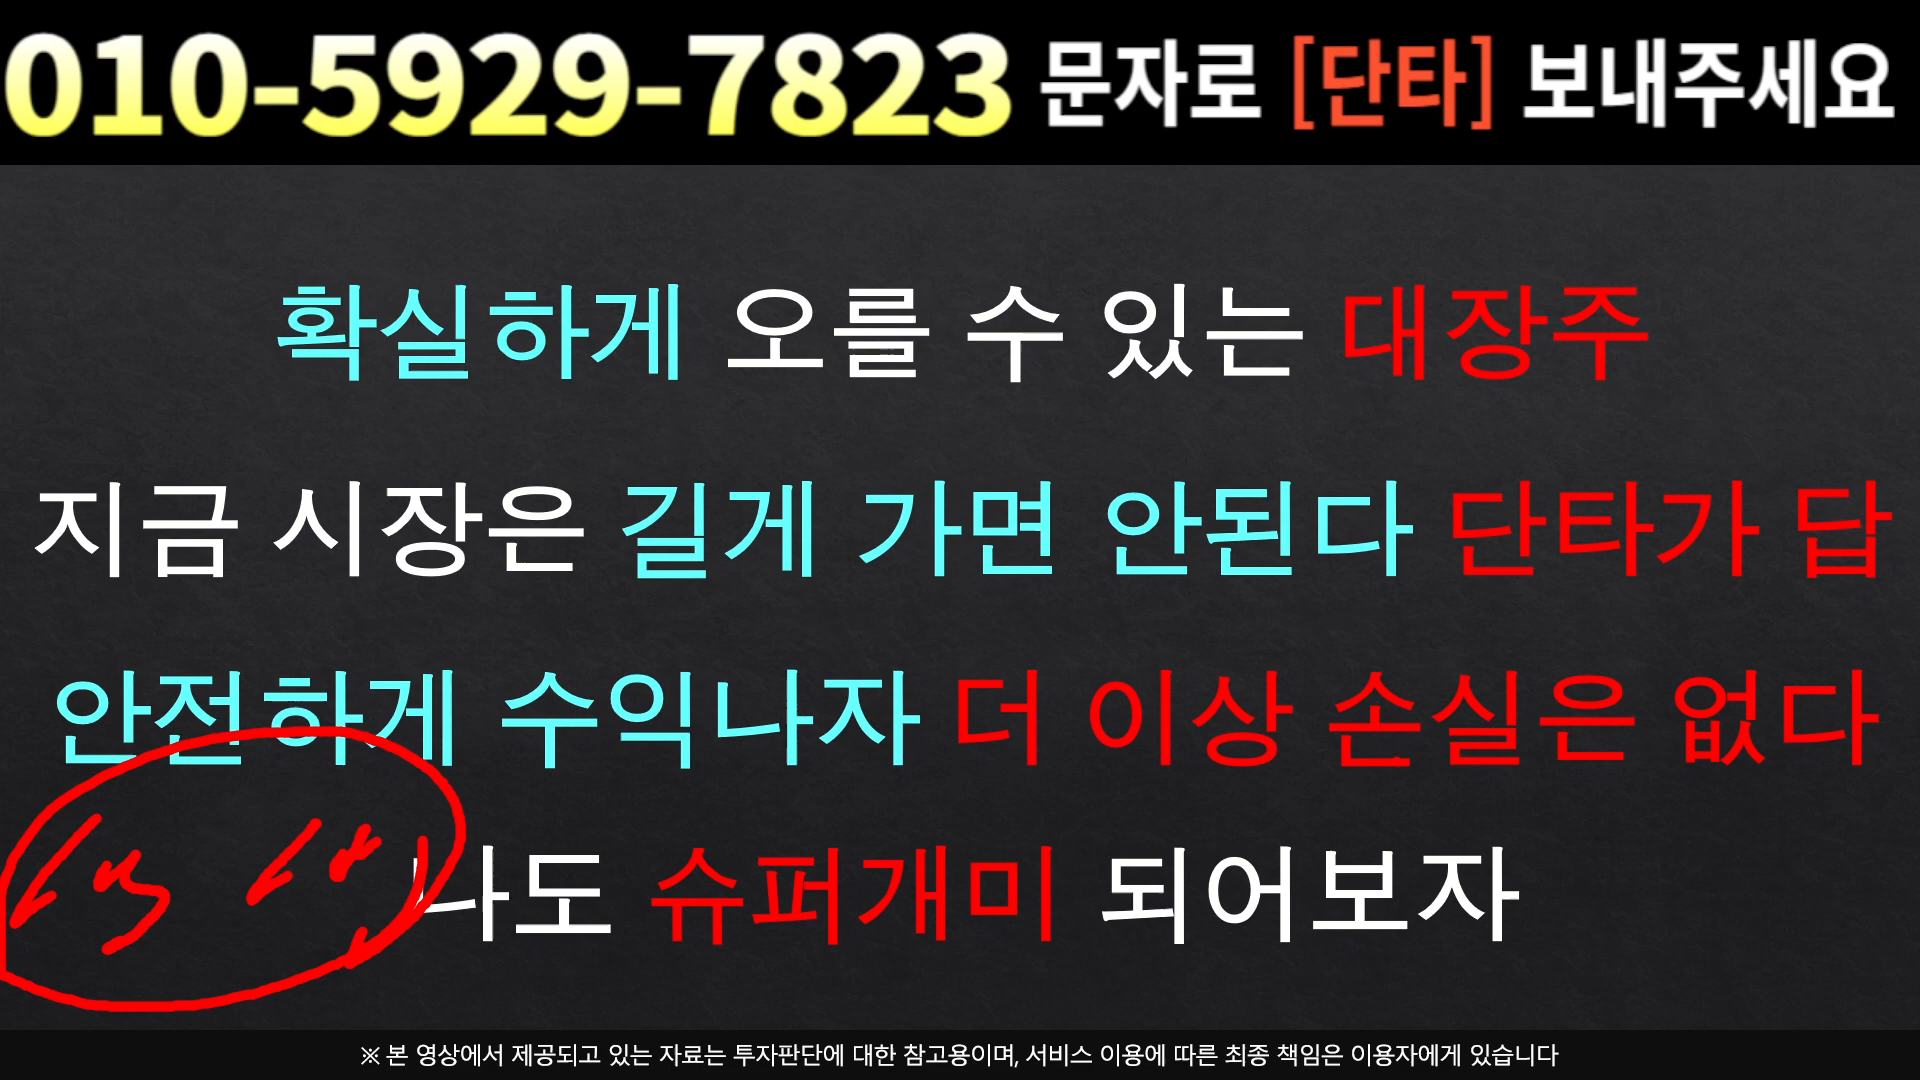 010-5929-7823 문자로 [단타] 보내주세요
확실하게 오를 수 있는 대장주
지금 시장은 길게 가면 안된다 단타가 답
안전하게 수익나자 더 이상 손실은 없다
나도 슈퍼개미 되어보자
※ 본 영상에서 제공되고 있는 자료는 투자판단에 대한 참고용이며, 서비스 이용에 따른 최종 책임은 이용자에게 있습니다